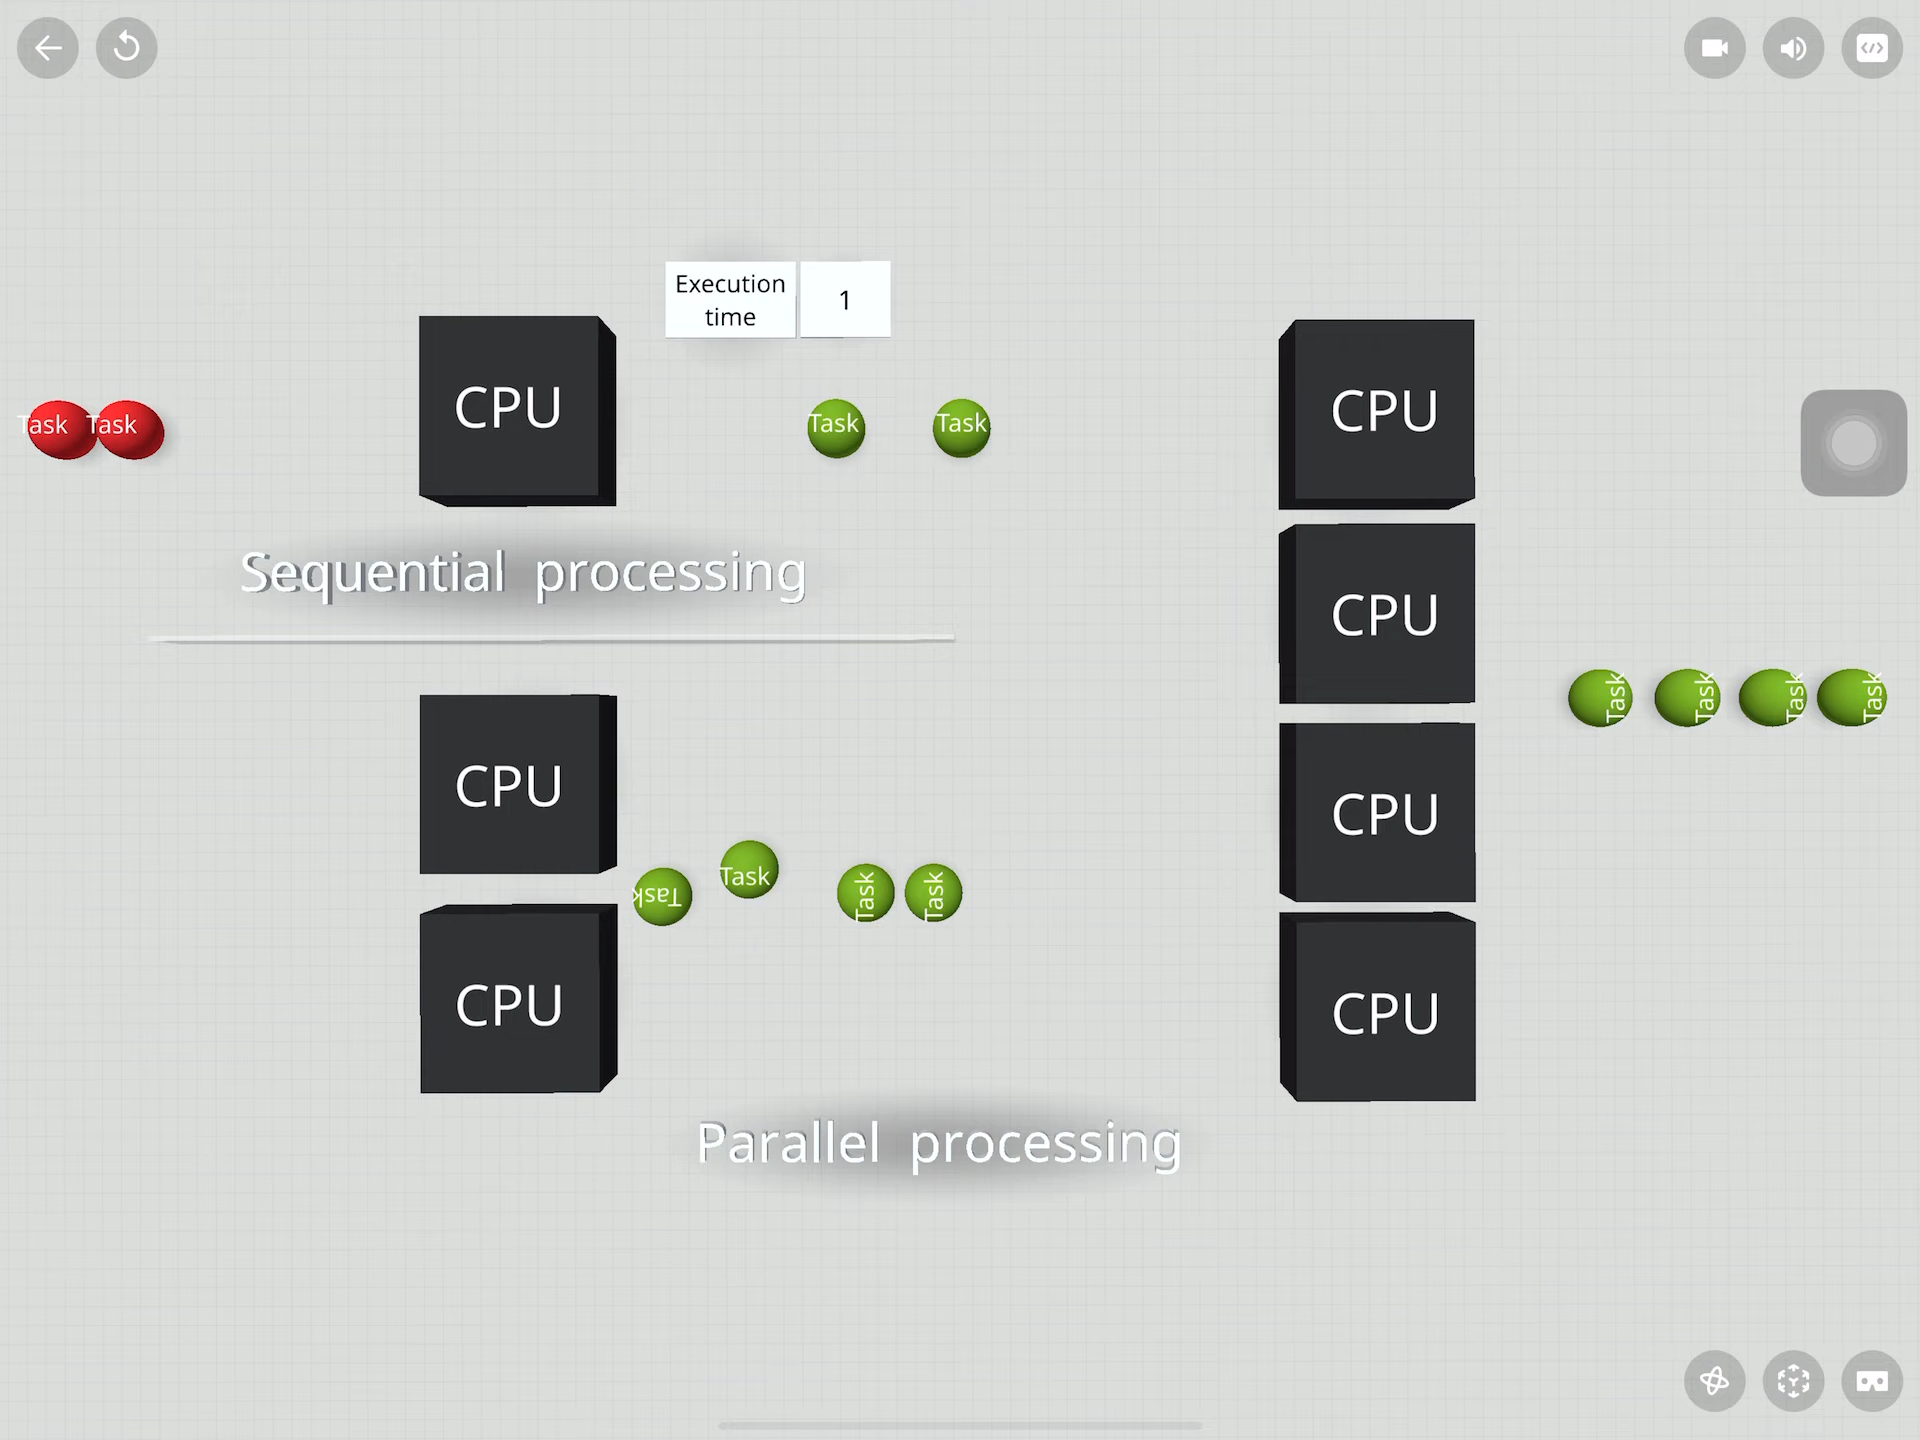 Execution
time
1
CPU
CPU
Task Task
Task
Task
Sequential processing
CPU
Task Task Task Task
CPU
CPU
Task
Task
Task
Task
CPU
CPU
Parallel processing